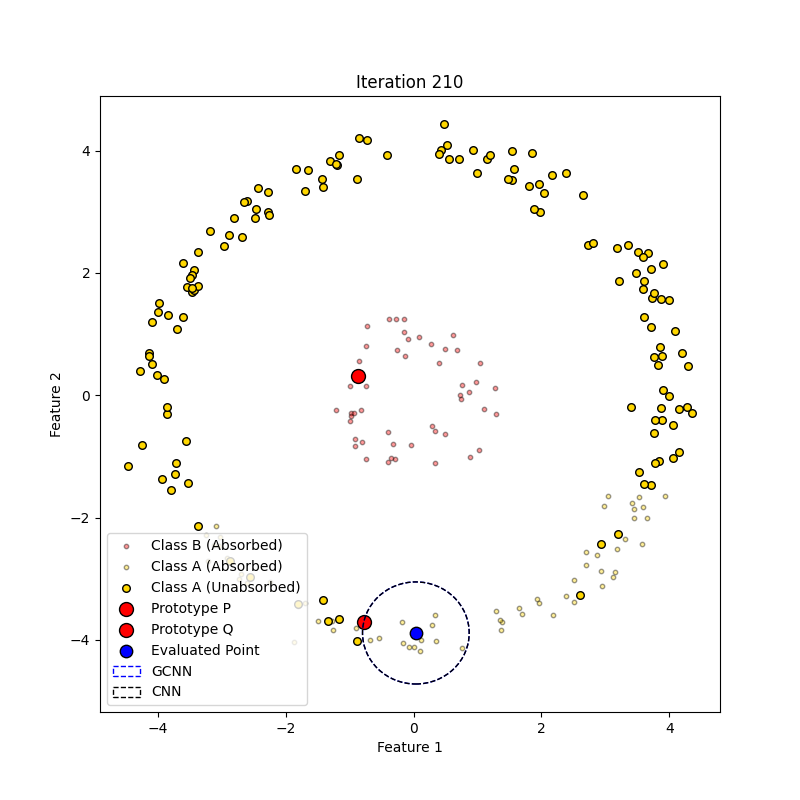 Iteration 210
Feature 2
4
2
0
−2
−4
Class B (Absorbed)
Class A (Absorbed)
Class A (Unabsorbed)
Prototype P
Prototype Q
Evaluated Point
GCNN
CNN
−4 −2 0 2 4
Feature 1